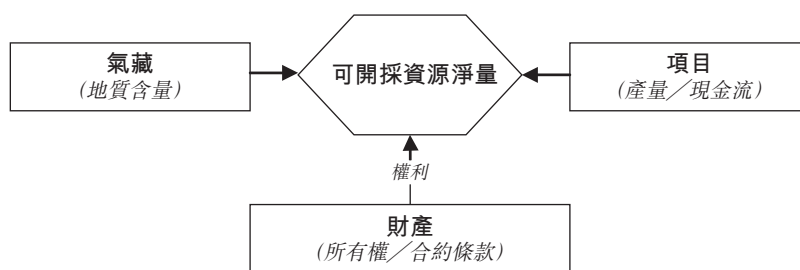 氣藏
(地質含量)
可開採資源淨量
項目
(產量／現金流)
權利
財產
(所有權／合約條款)